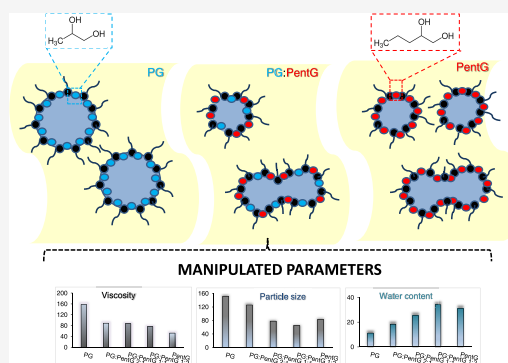 OH
OH
H₃C
PG
PG:PentG
OH
OH
H₃C
PentG
MANIPULATED PARAMETERS
Viscosity
200
160
120
80
40
0
PG
Particle size
160
120
80
40
0
PG
Water content
40
20
0
PG